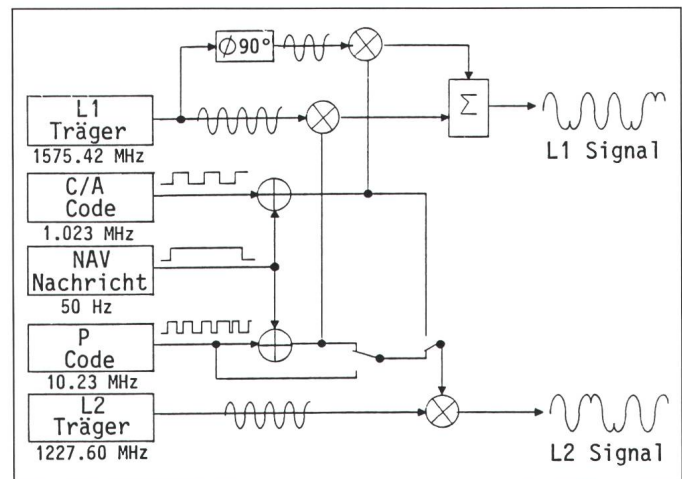 Φ90°
L1
Träger
1575.42 MHz
Σ
L1 Signal
C/A
Code
1.023 MHz
NAV
Nachricht
50 Hz
P
Code
10.23 MHz
L2
Träger
1227.60 MHz
L2 Signal